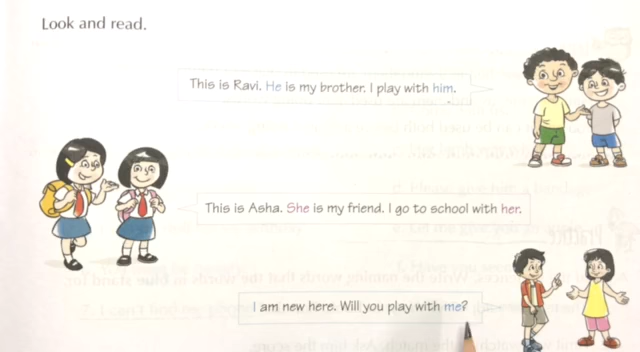 Look and read.
This is Ravi. He is my brother. I play with him.
This is Asha. She is my friend. I go to school with her.
I am new here. Will you play with me?